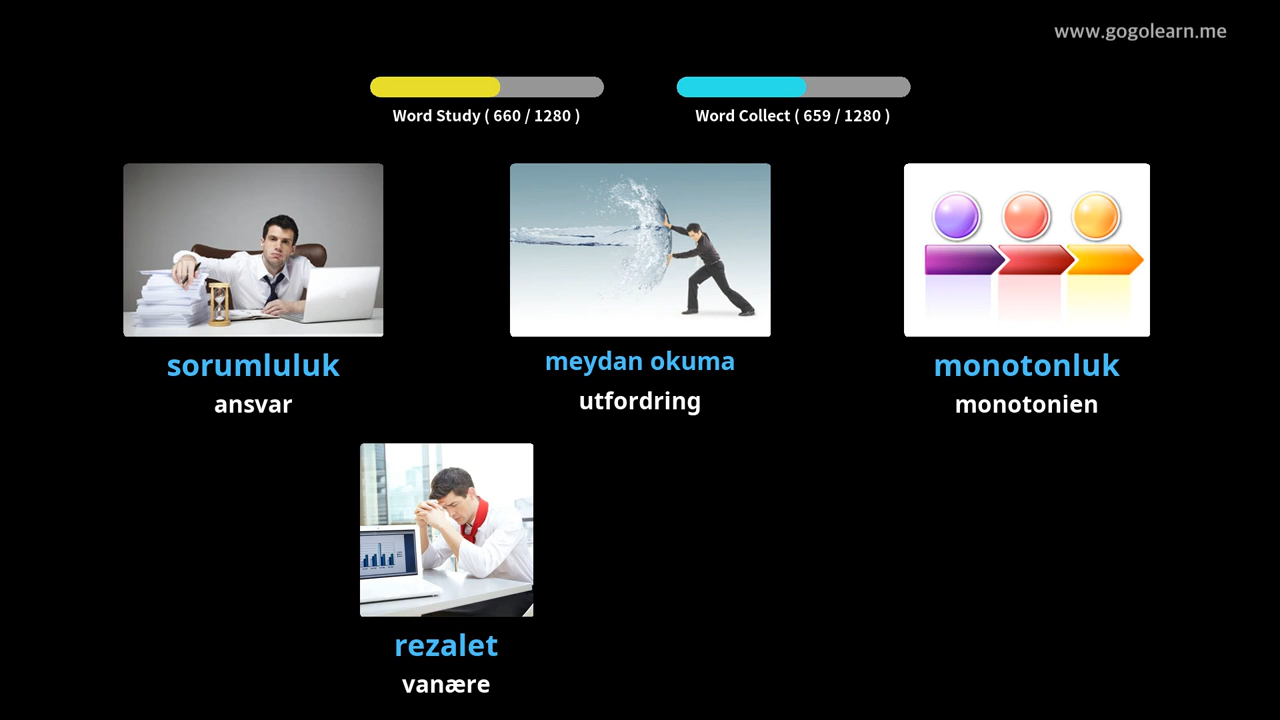 www.gogolearn.me
Word Study ( 660 / 1280 )
Word Collect ( 659 / 1280 )
sorumluluk
ansvar
meydan okuma
utfordring
monotonluk
monotonien
rezalet
vanære